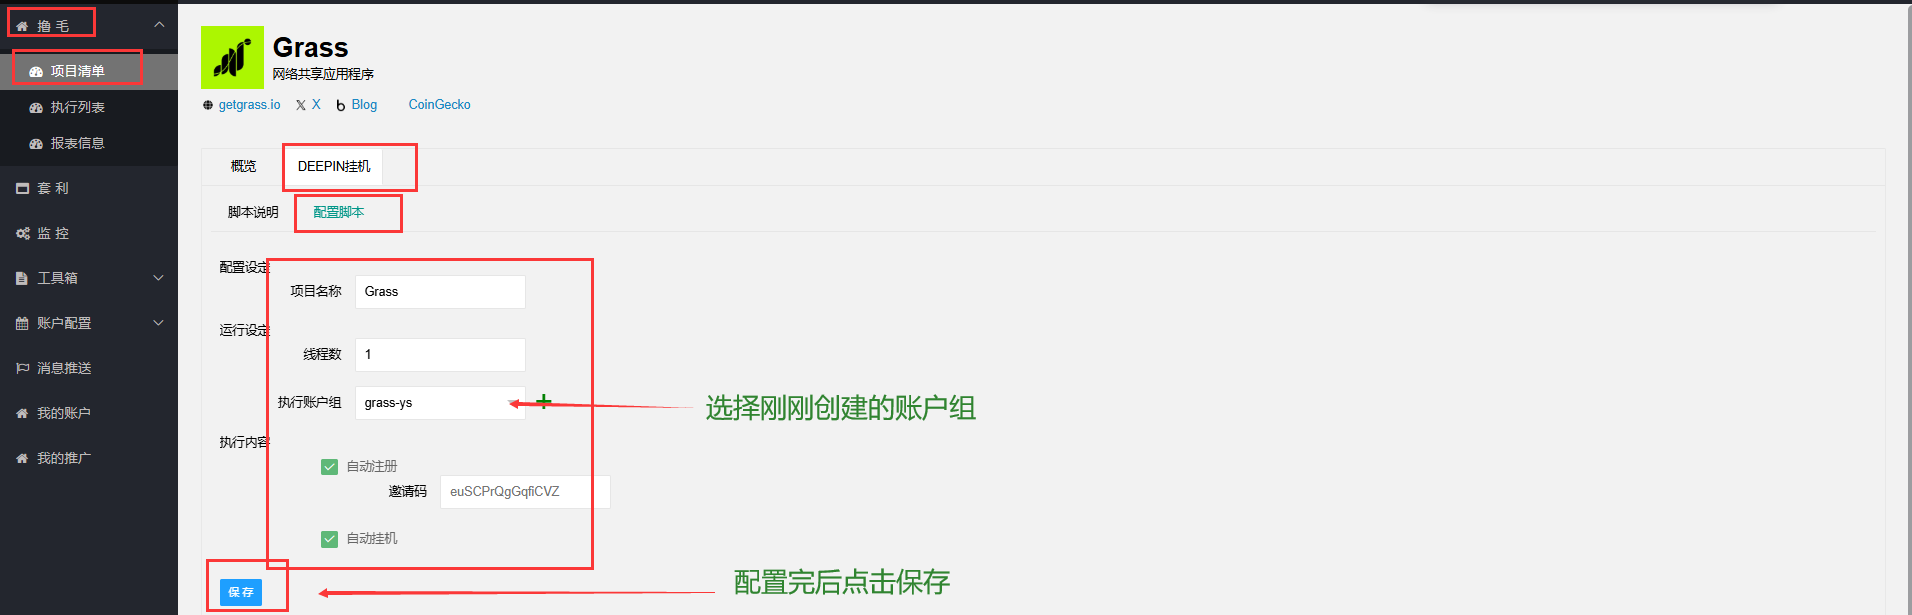 撸 毛
项目清单
执行列表
报表信息
套 利
监 控
工具箱
账户配置
消息推送
我的账户
我的推广
Grass
网络共享应用程序
getgrass.io X Blog CoinGecko
概览 DEEPIN挂机
脚本说明 配置脚本
配置设定
项目名称 Grass
运行设定
线程数 1
执行账户组 grass-ys
选择刚刚创建的账户组
执行内容
自动注册
邀请码 euSCPrQgGqfiCVZ
自动挂机
保存
配置完后点击保存